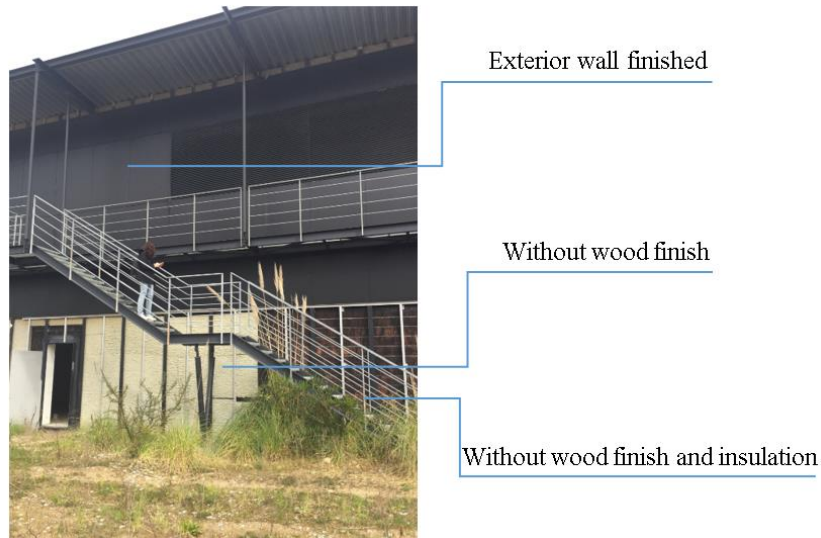 Exterior wall finished
Without wood finish
Without wood finish and insulation